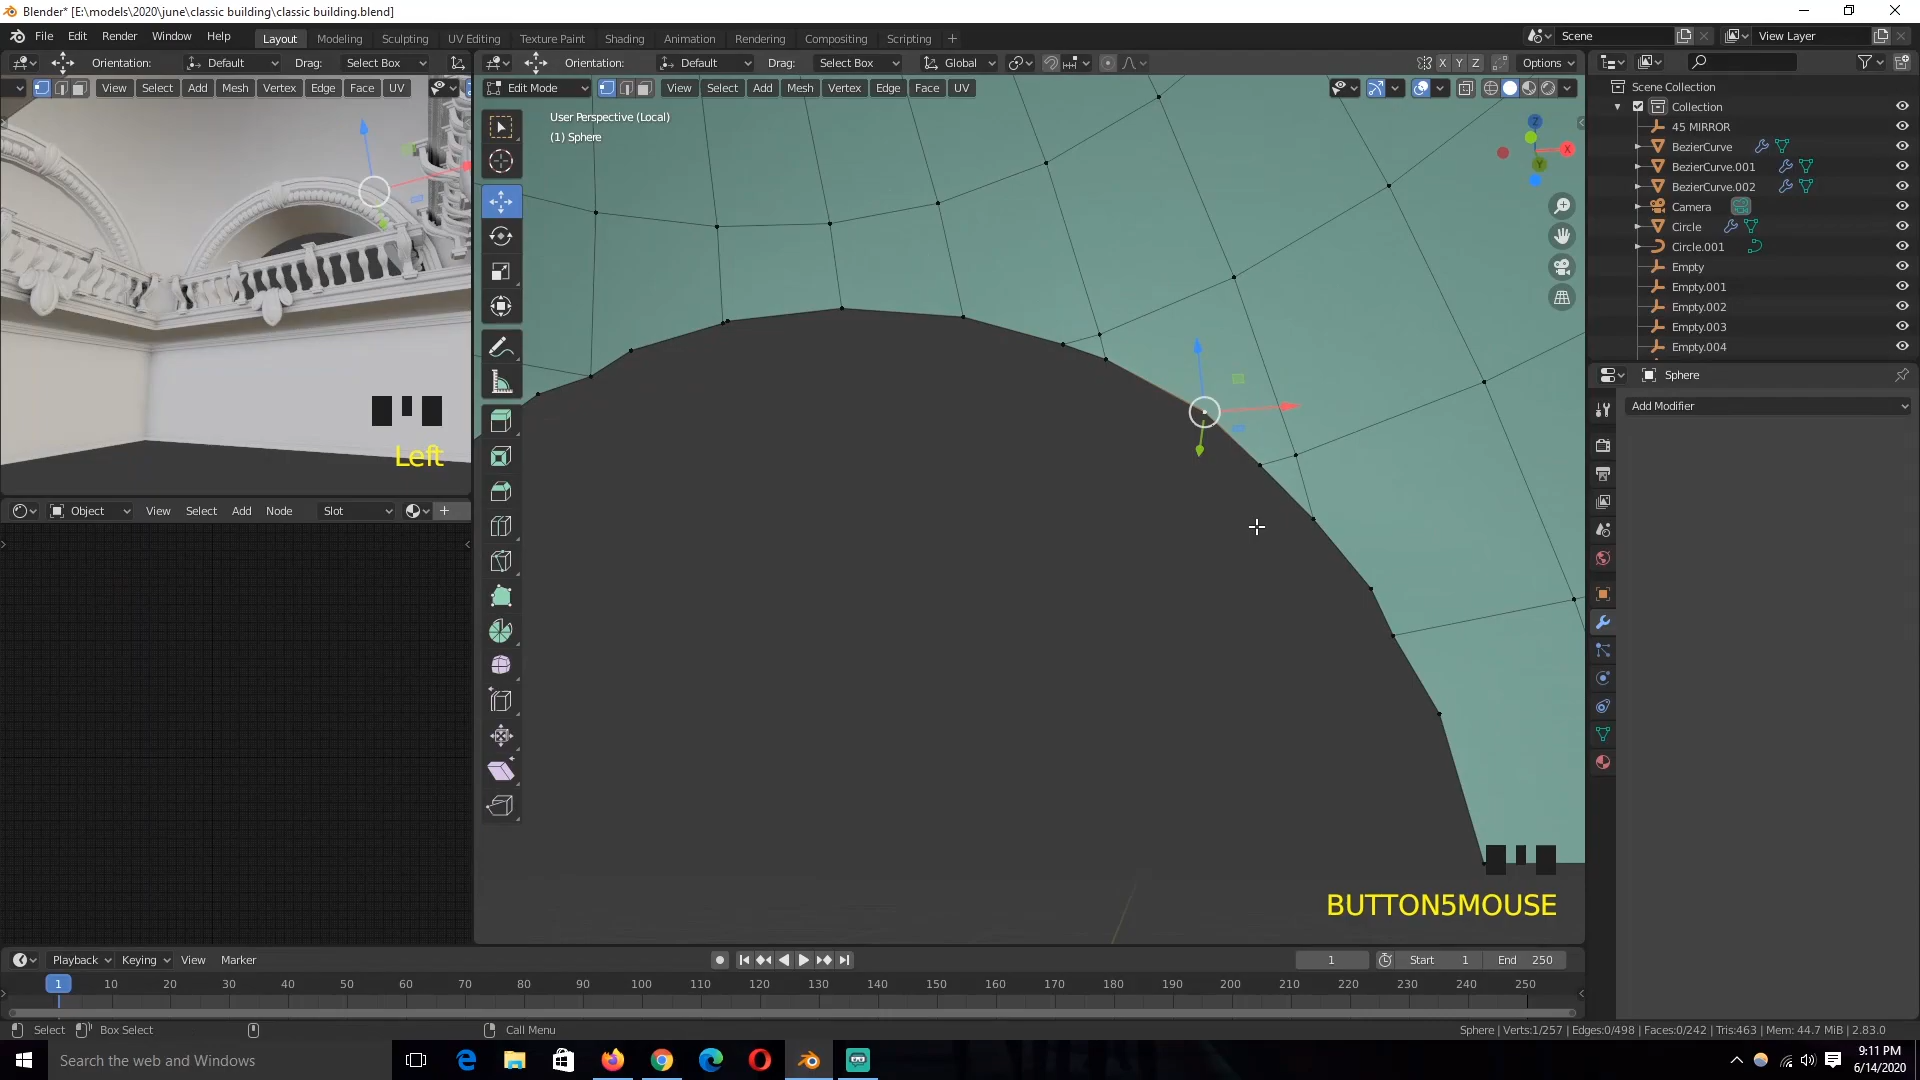 Blender* [E:\models\2020\june\classic building\classic building.blend]
File Edit Render Window Help Layout Modeling Sculpting UV Editing Texture Paint Shading Animation Rendering Compositing Scripting + Scene View Layer
Orientation: Default Drag: Select Box Orientation: Default Drag: Select Box Global X Y Z Options
View Select Add Mesh Vertex Edge Face UV Edit Mode View Select Add Mesh Vertex Edge Face UV
User Perspective (Local)
(1) Sphere
Z
X
Y
Scene Collection
Collection
45 MIRROR
BezierCurve
BezierCurve.001
BezierCurve.002
Camera
Circle
Circle.001
Empty
Empty.001
Empty.002
Empty.003
Empty.004
Sphere
Add Modifier
Left
Object View Select Add Node Slot
BUTTON5MOUSE
Playback Keying View Marker 1 Start 1 End 250
1 10 20 30 40 50 60 70 80 90 100 110 120 130 140 150 160 170 180 190 200 210 220 230 240 250
Select Box Select Call Menu Sphere | Verts:1/257 | Edges:0/498 | Faces:0/242 | Tris:463 | Mem: 44.7 MiB | 2.83.0
Search the web and Windows
9:11 PM
6/14/2020